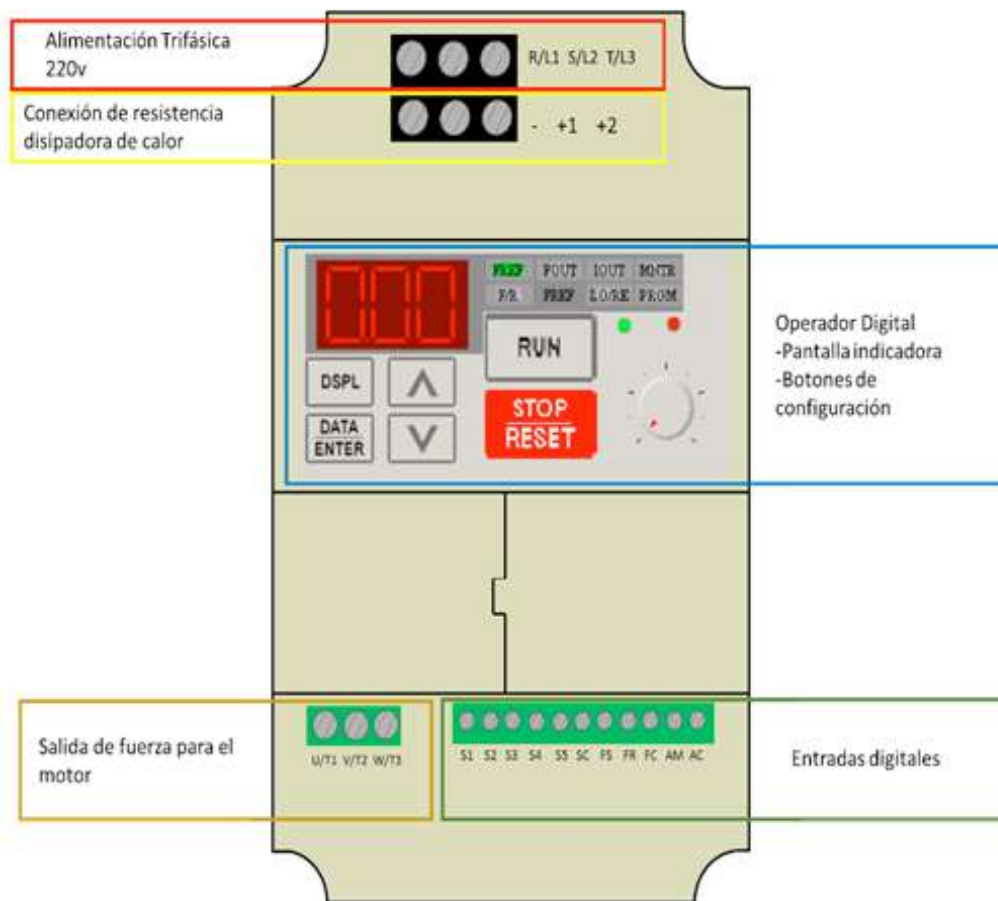 Alimentación Trifásica
220v
R/L1 S/L2 T/L3
Conexión de resistencia
disipadora de calor
- +1 +2
000
FREF FOUT IOUT MNTR
F/R FREF LO/RE PRGM
RUN
DSPL
STOP
RESET
DATA
ENTER
Operador Digital
-Pantalla indicadora
-Botones de
configuración
Salida de fuerza para el
motor
U/T1 V/T2 W/T3
S1 S2 S3 S4 S5 SC FS FR FC AM AC
Entradas digitales